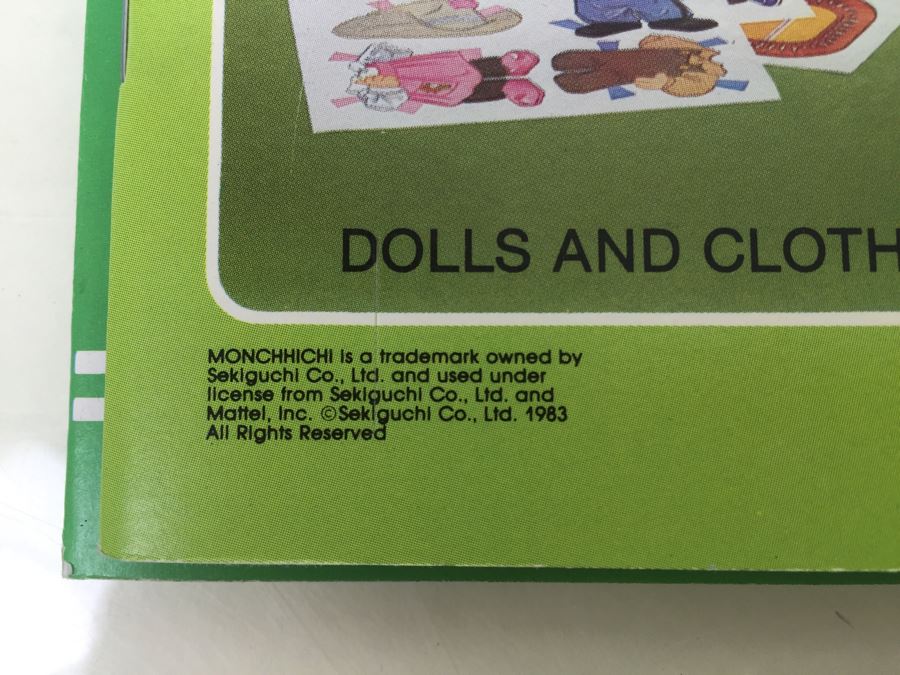 DOLLS AND CLOTH
MONCHHICHI is a trademark owned by
Sekiguchi Co., Ltd. and used under
license from Sekiguchi Co., Ltd. and
Mattel, Inc. ©Sekiguchi Co., Ltd. 1983
All Rights Reserved